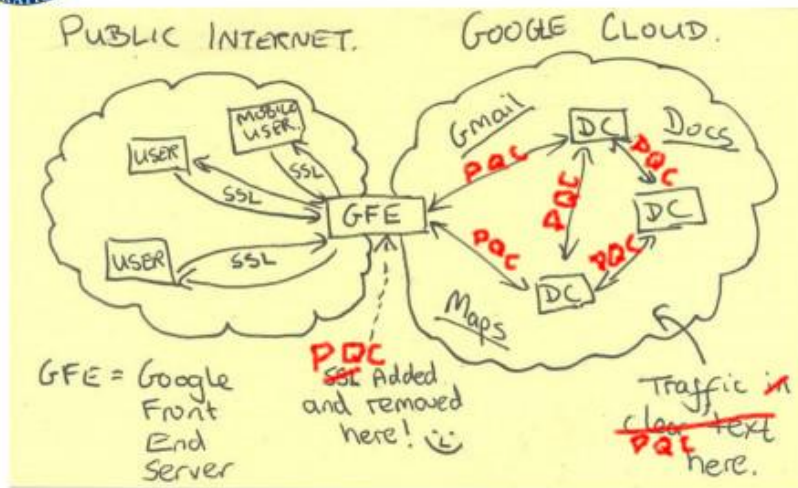 PUBLIC INTERNET.
GOOGLE CLOUD.
MOBILE
USER.
USER
SSL
SSL
GFE
USER
SSL
Gmail
DC
Docs
PQC
PQC
PQC
DC
PQC
PQC
DC
Maps
GFE = Google
Front
End
Server
PQC
SSL Added
and removed
here!
Traffic in
clear text
PQC
here.